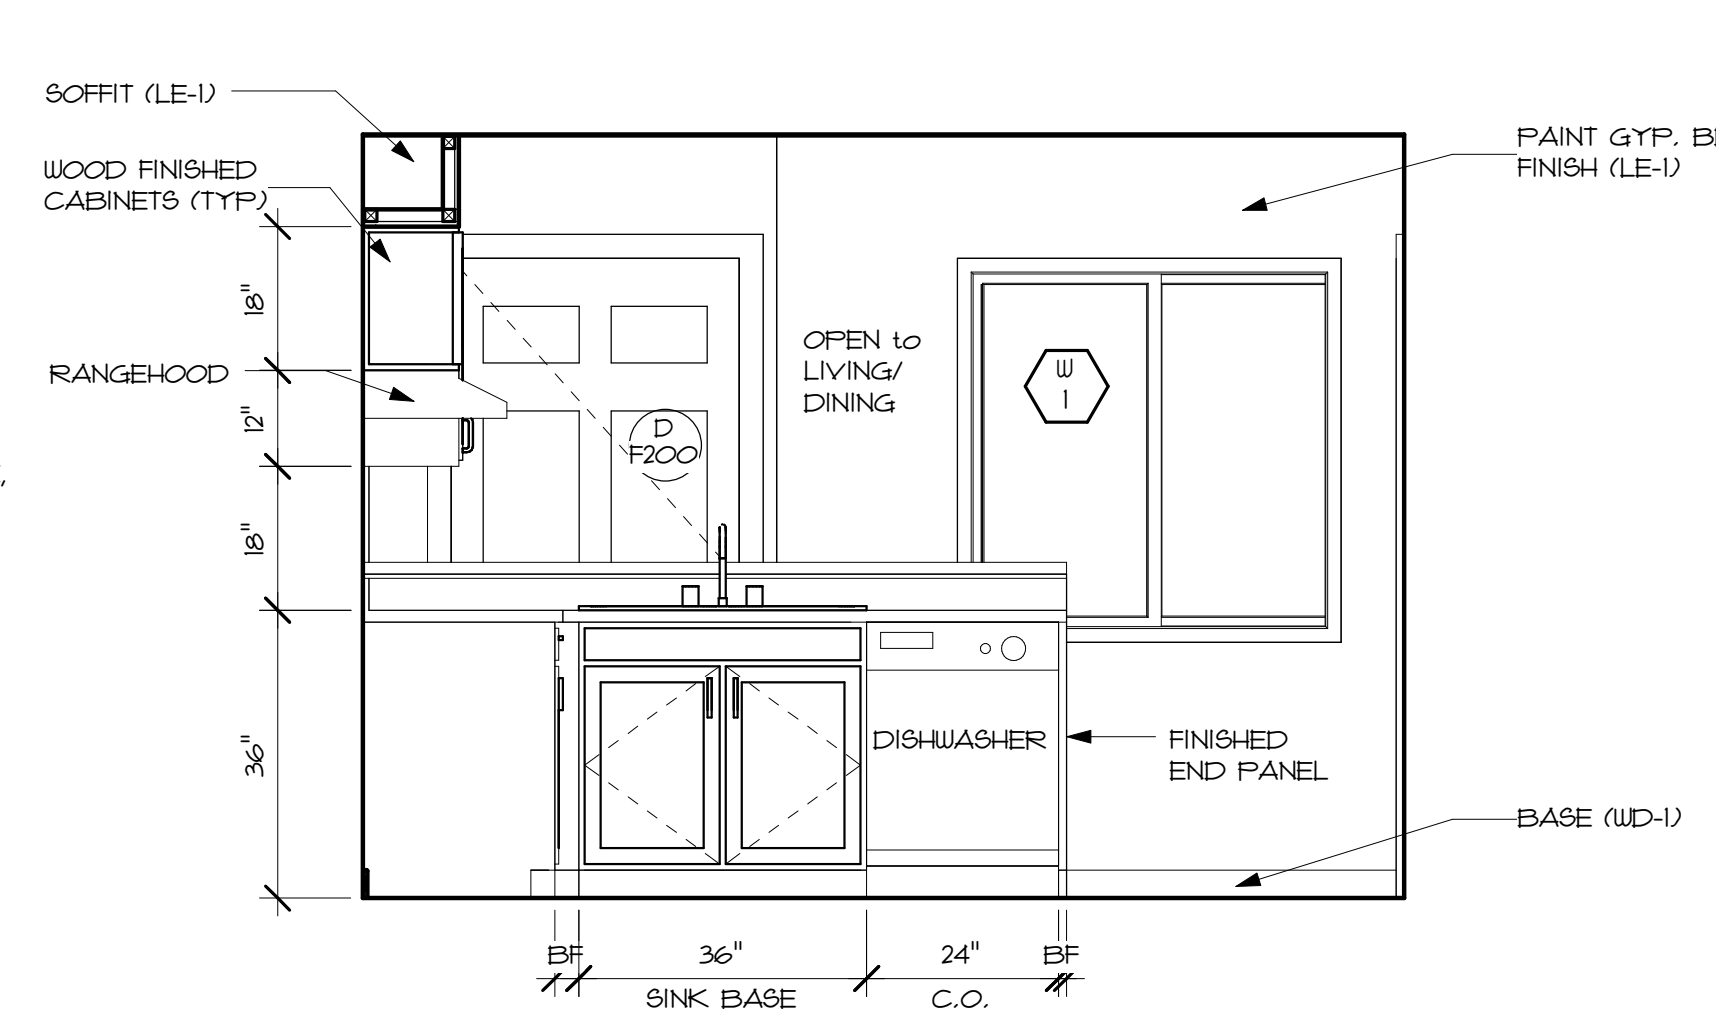 SOFFIT (LE-1)
WOOD FINISHED
CABINETS (TYP)
PAINT GYP.
FINISH (LE-1)
18"
RANGEHOOD
12"
18"
36"
OPEN to
LIVING/
DINING
W
1
D
F200
DISHWASHER
FINISHED
END PANEL
BASE (WD-1)
BF
36"
24"
BF
SINK BASE
C.O.